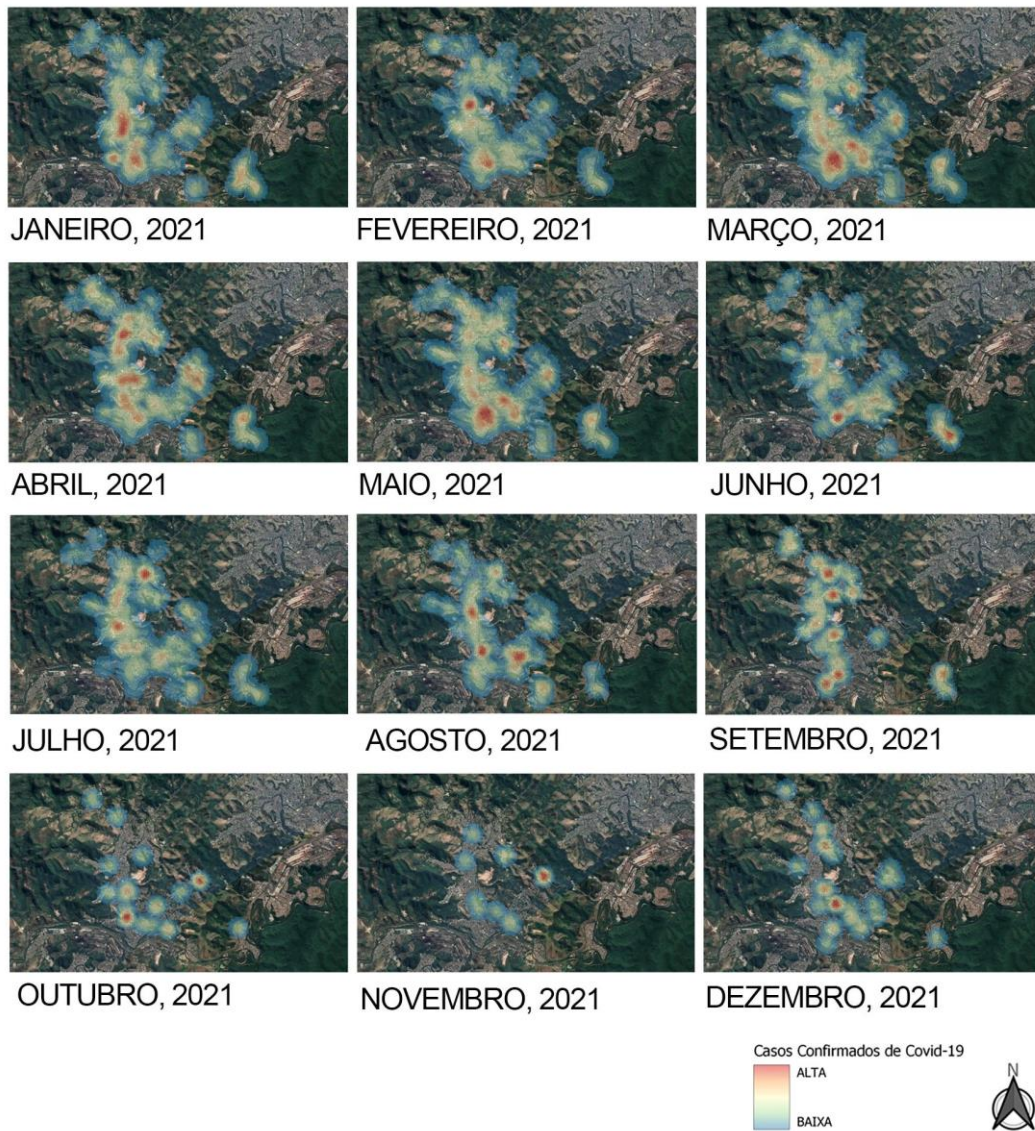 JANEIRO, 2021
FEVEREIRO, 2021
MARÇO, 2021
ABRIL, 2021
MAIO, 2021
JUNHO, 2021
JULHO, 2021
AGOSTO, 2021
SETEMBRO, 2021
OUTUBRO, 2021
NOVEMBRO, 2021
DEZEMBRO, 2021
Casos Confirmados de Covid-19
ALTA
BAIXA
N